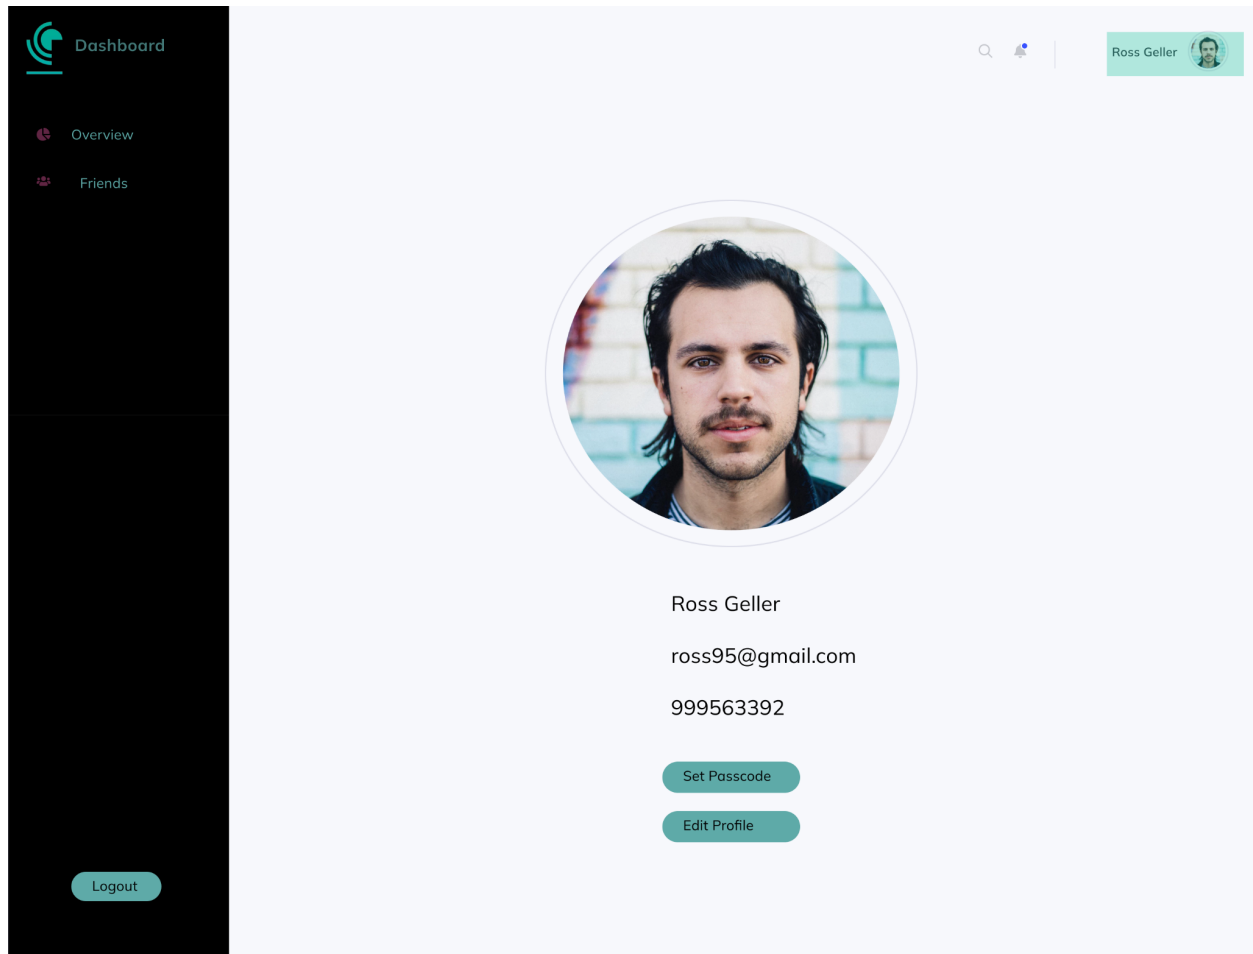 Dashboard
Ross Geller
Overview
Friends
Ross Geller
ross95@gmail.com
999563392
Set Passcode
Edit Profile
Logout